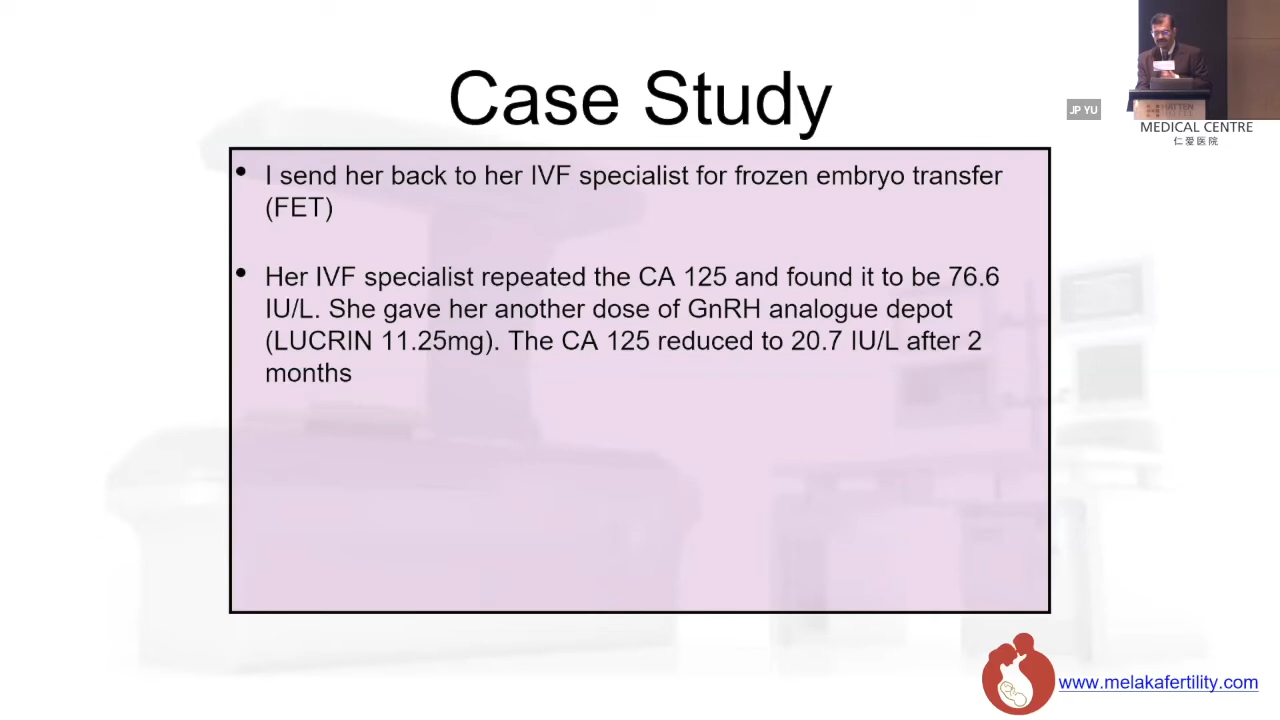 Case Study
JP YU
MEDICAL CENTRE
仁爱医院
• I send her back to her IVF specialist for frozen embryo transfer
(FET)
• Her IVF specialist repeated the CA 125 and found it to be 76.6
IU/L. She gave her another dose of GnRH analogue depot
(LUCRIN 11.25mg). The CA 125 reduced to 20.7 IU/L after 2
months
www.melakafertility.com